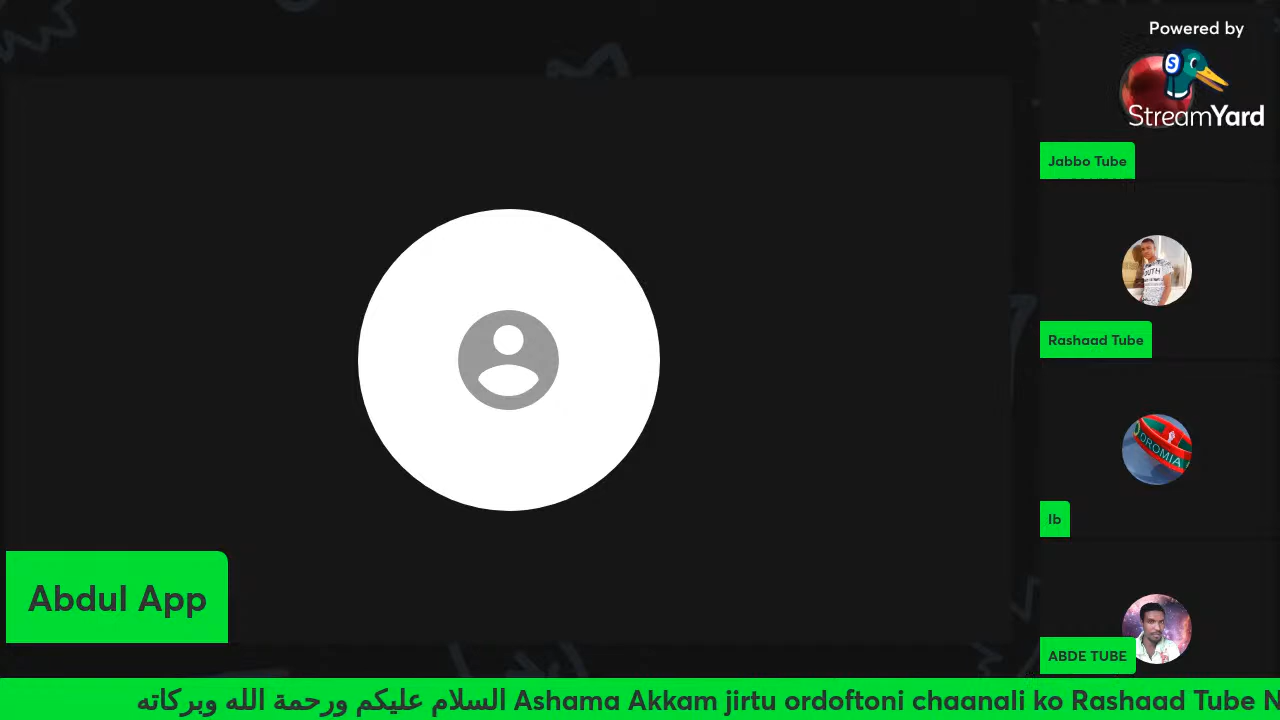 Powered by
StreamYard
Jabbo Tube
Rashaad Tube
OROMIA
Ib
Abdul App
ABDE TUBE
السلام عليكم ورحمة الله وبركاته Ashama Akkam jirtu ordoftoni chaanali ko Rashaad Tube N